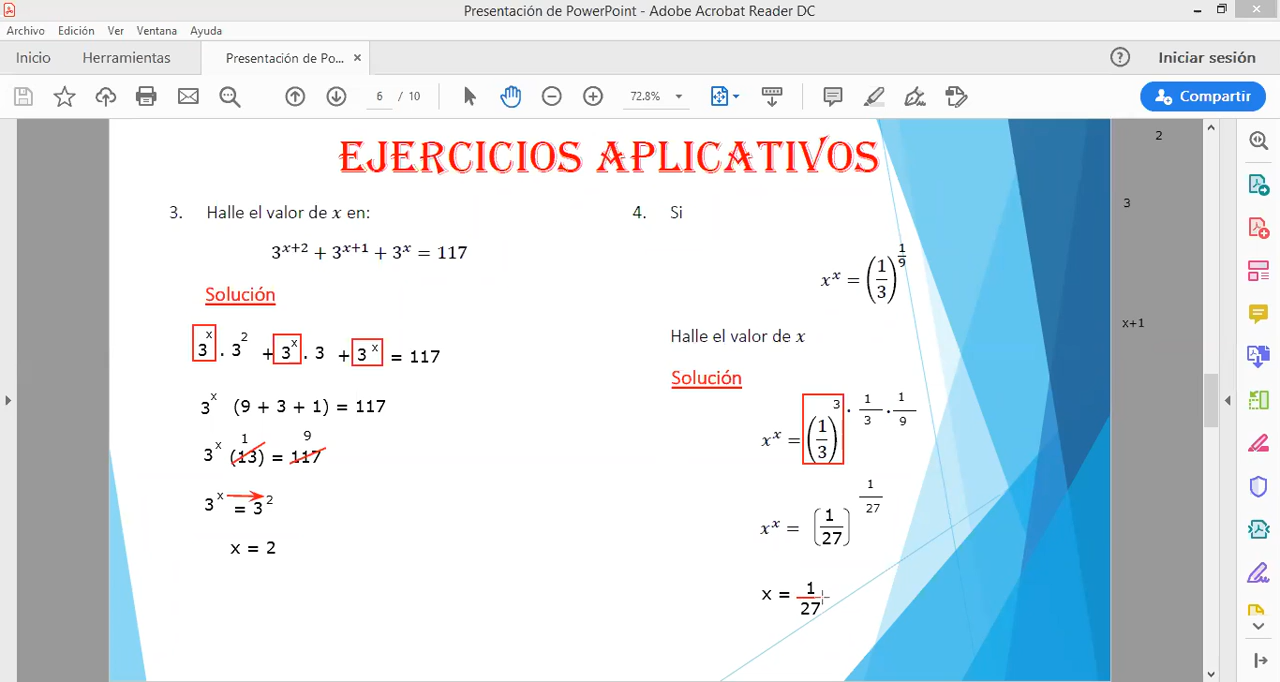 Presentación de PowerPoint - Adobe Acrobat Reader DC
Archivo Edición Ver Ventana Ayuda
Inicio Herramientas Presentación de Po... × Iniciar sesión
6 / 10 72.8% Compartir
EJERCICIOS APLICATIVOS
3. Halle el valor de x en:
3^{x+2} + 3^{x+1} + 3^x = 117
Solución
3^x . 3^2 + 3^x . 3 + 3^x = 117
3^x (9 + 3 + 1) = 117
1 9
3^x (13) = 117
3^x = 3^2
x = 2
4. Si
x^x = (1/3)^{1/9}
Halle el valor de x
Solución
x^x = (1/3)^{3 · 1/3 · 1/9}
x^x = (1/27)^{1/27}
x = 1/27
2
3
x+1